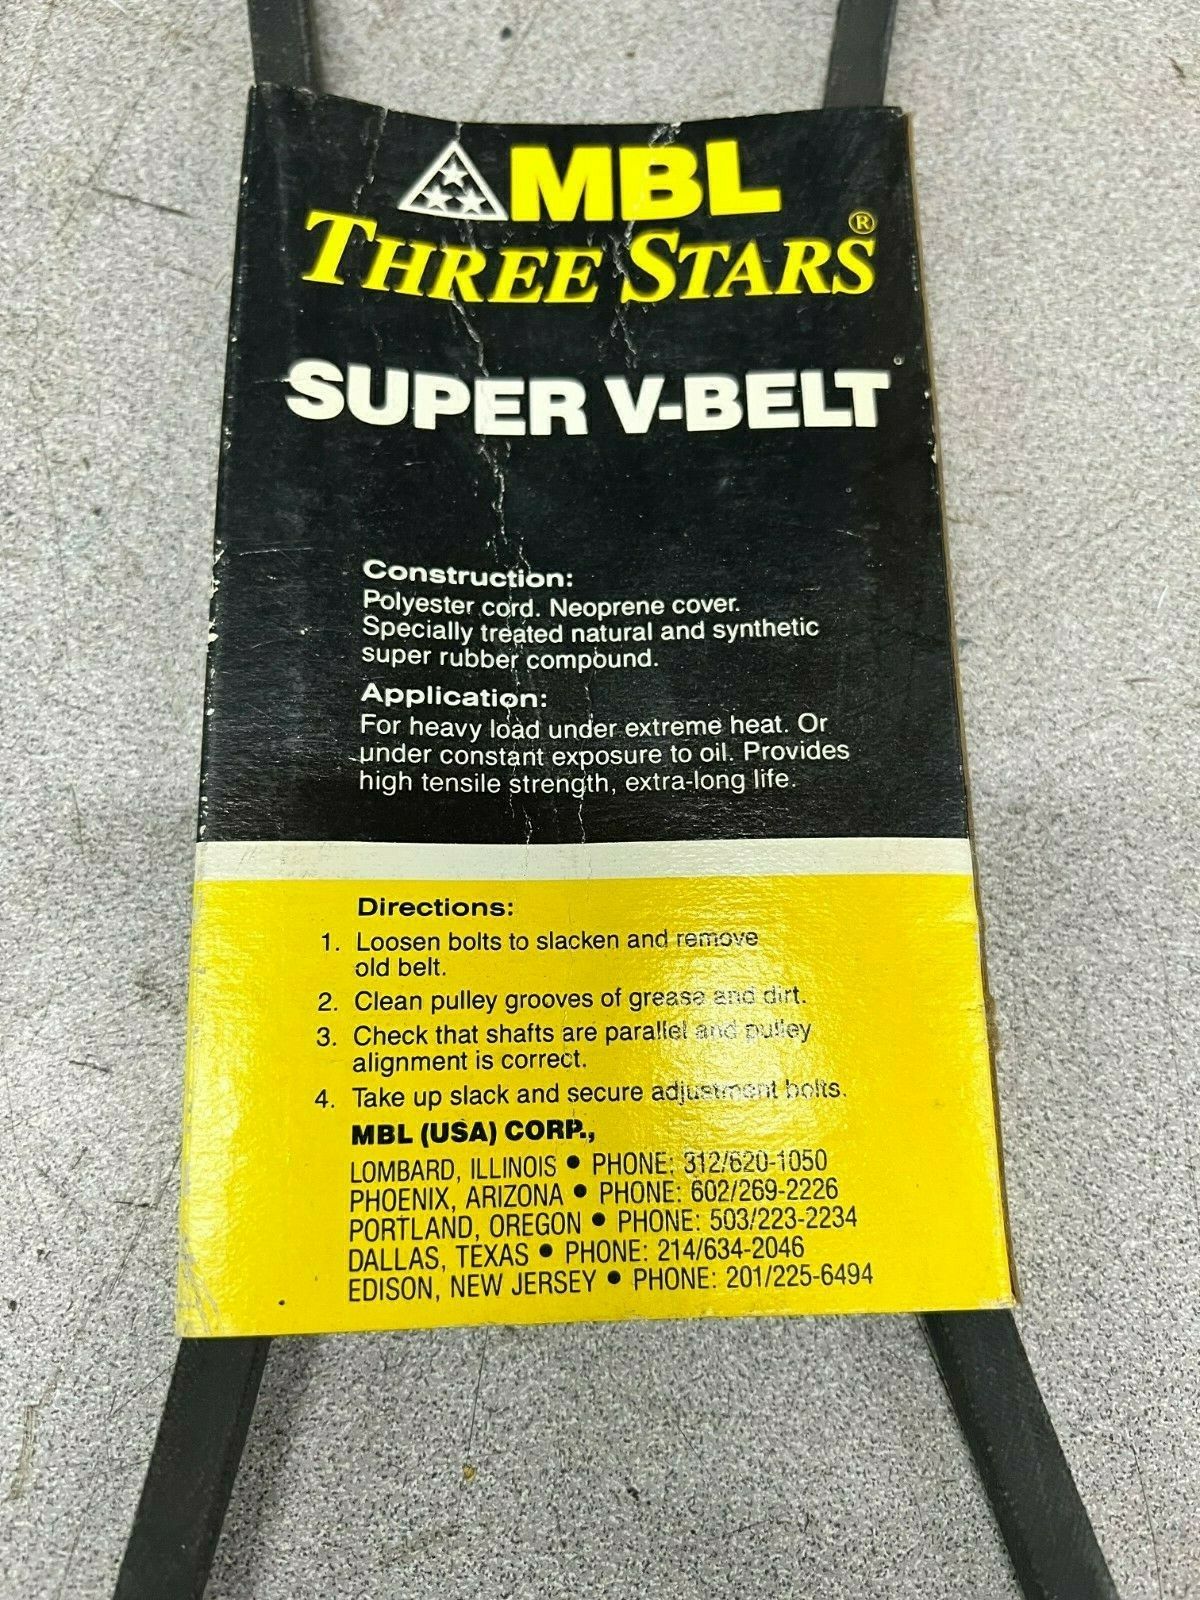 MBL
THREE STARS®
SUPER V-BELT
Construction:
Polyester cord. Neoprene cover.
Specially treated natural and synthetic
super rubber compound.
Application:
For heavy load under extreme heat. Or
under constant exposure to oil. Provides
high tensile strength, extra-long life.
Directions:
1. Loosen bolts to slacken and remove
old belt.
2. Clean pulley grooves of grease and dirt.
3. Check that shafts are parallel and pulley
alignment is correct.
4. Take up slack and secure adjustment bolts.
MBL (USA) CORP.,
LOMBARD, ILLINOIS • PHONE: 312/620-1050
PHOENIX, ARIZONA • PHONE: 602/269-2226
PORTLAND, OREGON • PHONE: 503/223-2234
DALLAS, TEXAS • PHONE: 214/634-2046
EDISON, NEW JERSEY • PHONE: 201/225-6494